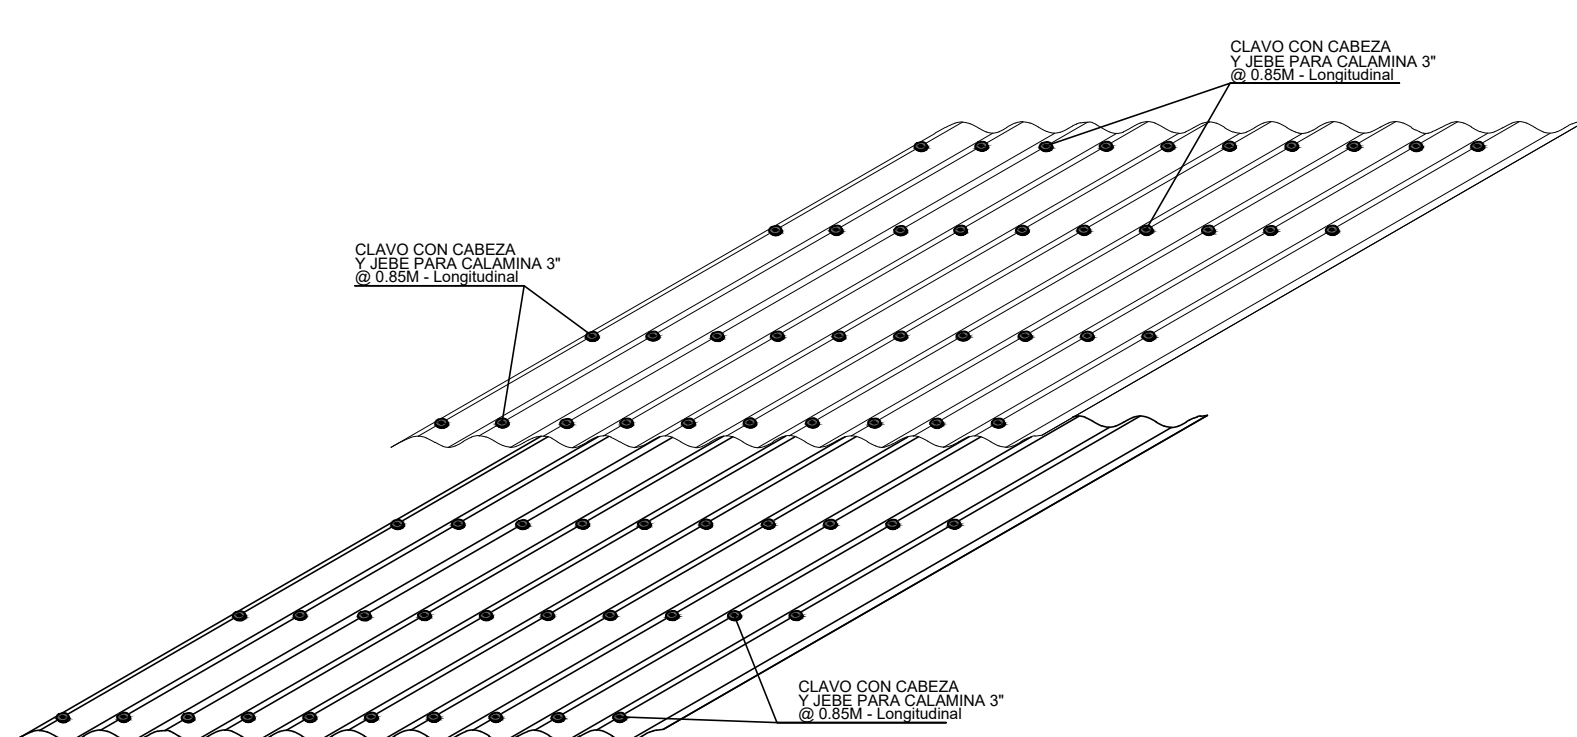 CLAVO CON CABEZA
Y JEBE PARA CALAMINA 3"
@ 0.85M - Longitudinal
CLAVO CON CABEZA
Y JEBE PARA CALAMINA 3"
@ 0.85M - Longitudinal
CLAVO CON CABEZA
Y JEBE PARA CALAMINA 3"
@ 0.85M - Longitudinal